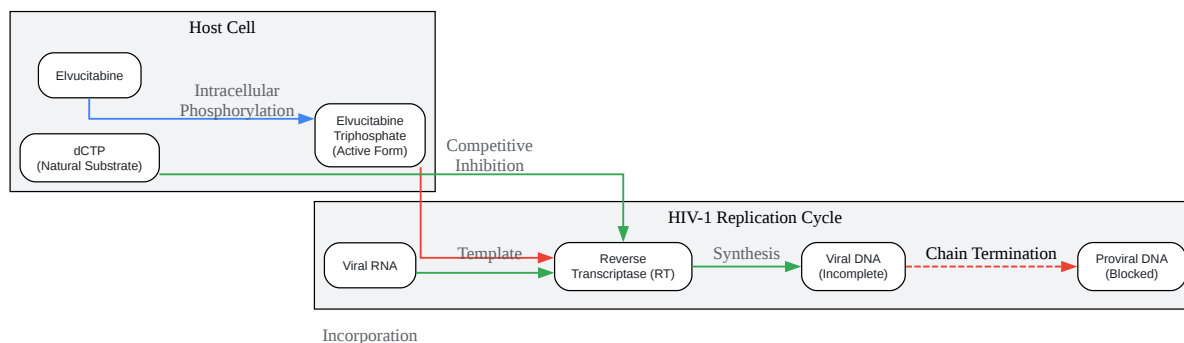 Host Cell
Elvucitabine
Intracellular
Phosphorylation
Elvucitabine
Triphosphate
(Active Form)
dCTP
(Natural Substrate)
Competitive
Inhibition
HIV-1 Replication Cycle
Viral RNA
Template
Reverse
Transcriptase (RT)
Synthesis
Viral DNA
(Incomplete)
Chain Termination
Proviral DNA
(Blocked)
Incorporation